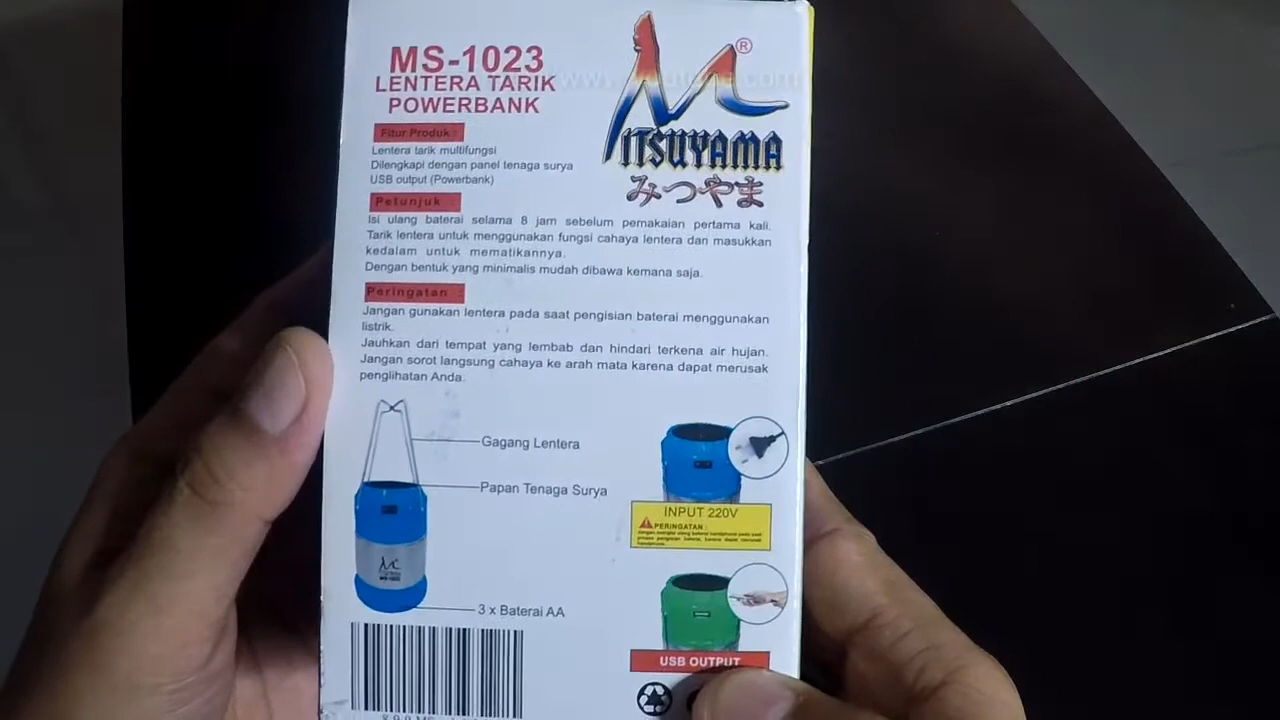 MS-1023
LENTERA TARIK
POWERBANK
®
ITSUYAMA
みつやま
Fitur Produk :
Lentera tarik multifungsi
Dilengkapi dengan panel tenaga surya
USB output (Powerbank)
Petunjuk :
Isi ulang baterai selama 8 jam sebelum pemakaian pertama kali.
Tarik lentera untuk menggunakan fungsi cahaya lentera dan masukkan
kedalam untuk mematikannya.
Dengan bentuk yang minimalis mudah dibawa kemana saja.
Peringatan :
Jangan gunakan lentera pada saat pengisian baterai menggunakan
listrik.
Jauhkan dari tempat yang lembab dan hindari terkena air hujan.
Jangan sorot langsung cahaya ke arah mata karena dapat merusak
penglihatan Anda.
Gagang Lentera
Papan Tenaga Surya
MS-1023
3 x Baterai AA
INPUT 220V
PERINGATAN :
USB OUTPUT